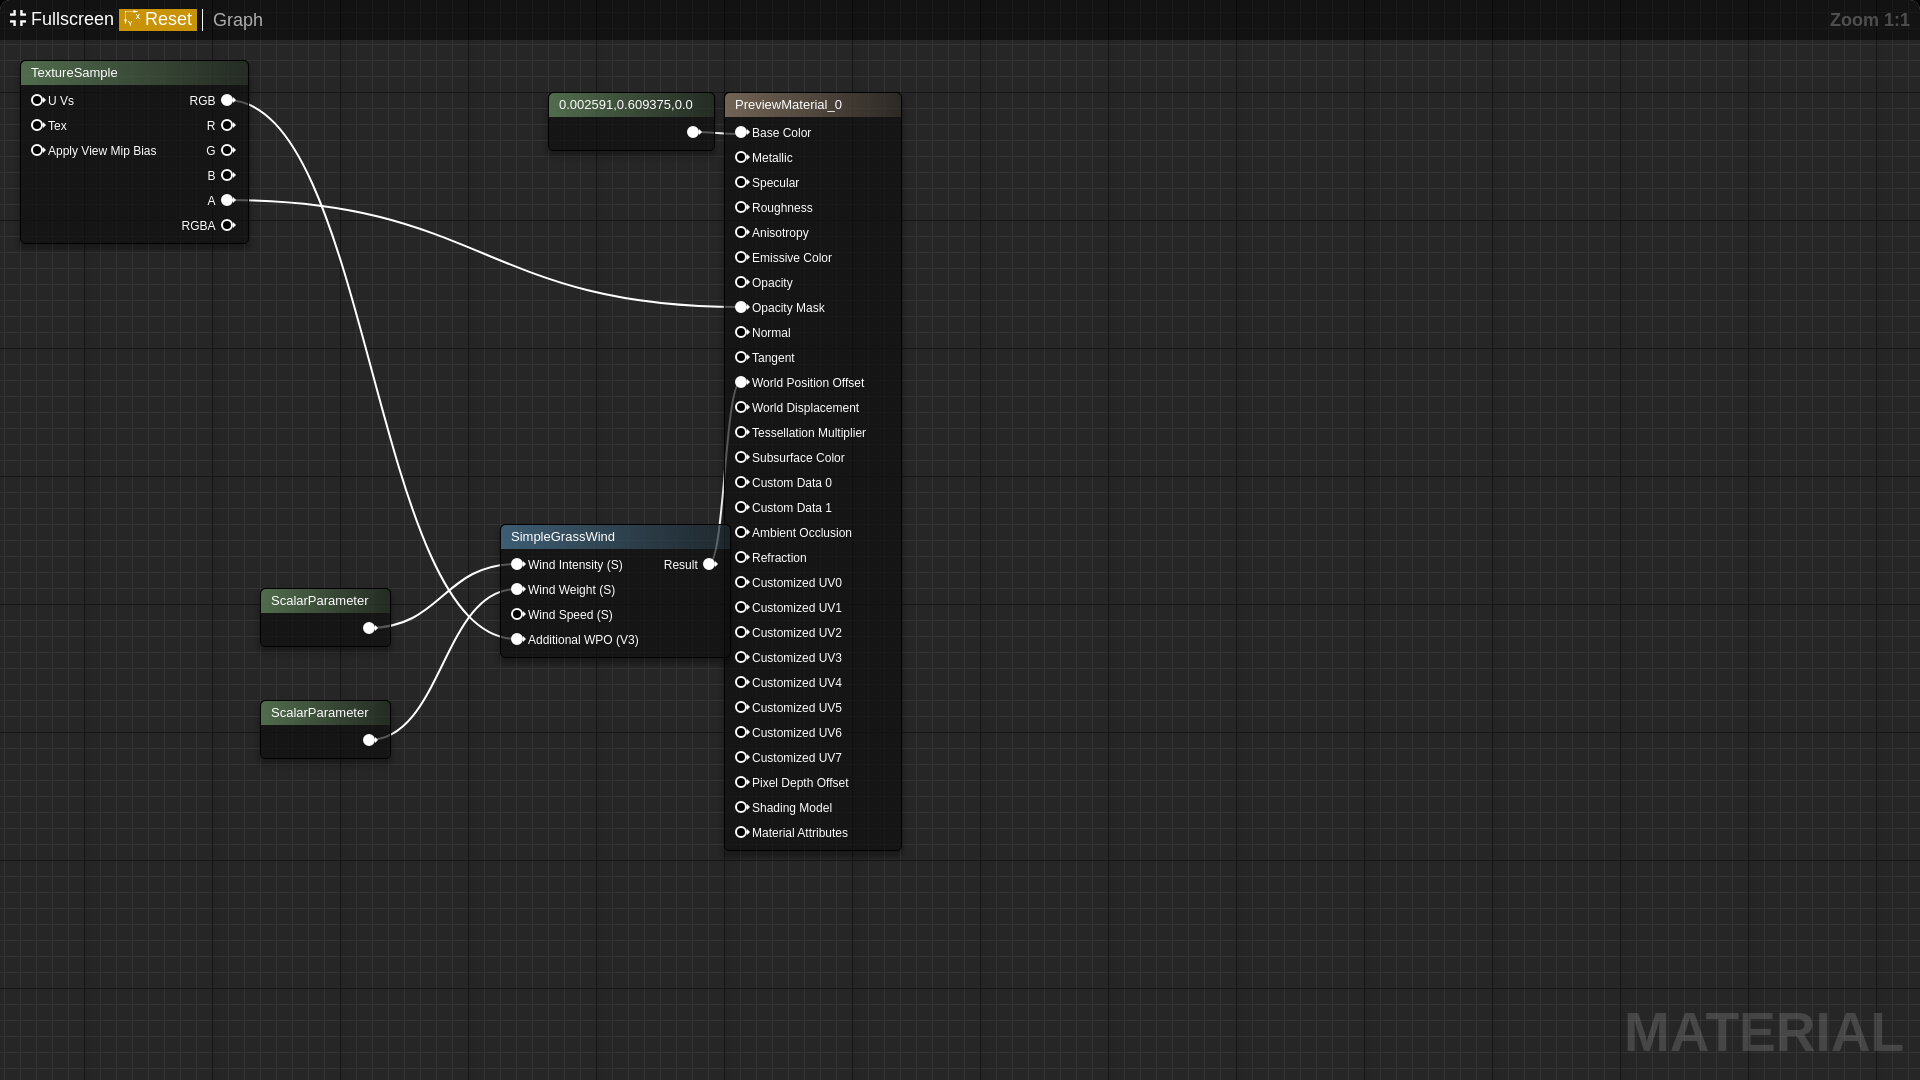 Fullscreen Reset Graph Zoom 1:1
TextureSample
U Vs RGB
Tex R
Apply View Mip Bias G
B
A
RGBA
0.002591,0.609375,0.0
PreviewMaterial_0
Base Color
Metallic
Specular
Roughness
Anisotropy
Emissive Color
Opacity
Opacity Mask
Normal
Tangent
World Position Offset
World Displacement
Tessellation Multiplier
Subsurface Color
Custom Data 0
Custom Data 1
Ambient Occlusion
Refraction
Customized UV0
Customized UV1
Customized UV2
Customized UV3
Customized UV4
Customized UV5
Customized UV6
Customized UV7
Pixel Depth Offset
Shading Model
Material Attributes
SimpleGrassWind
Wind Intensity (S) Result
Wind Weight (S)
Wind Speed (S)
Additional WPO (V3)
ScalarParameter
ScalarParameter
MATERIAL